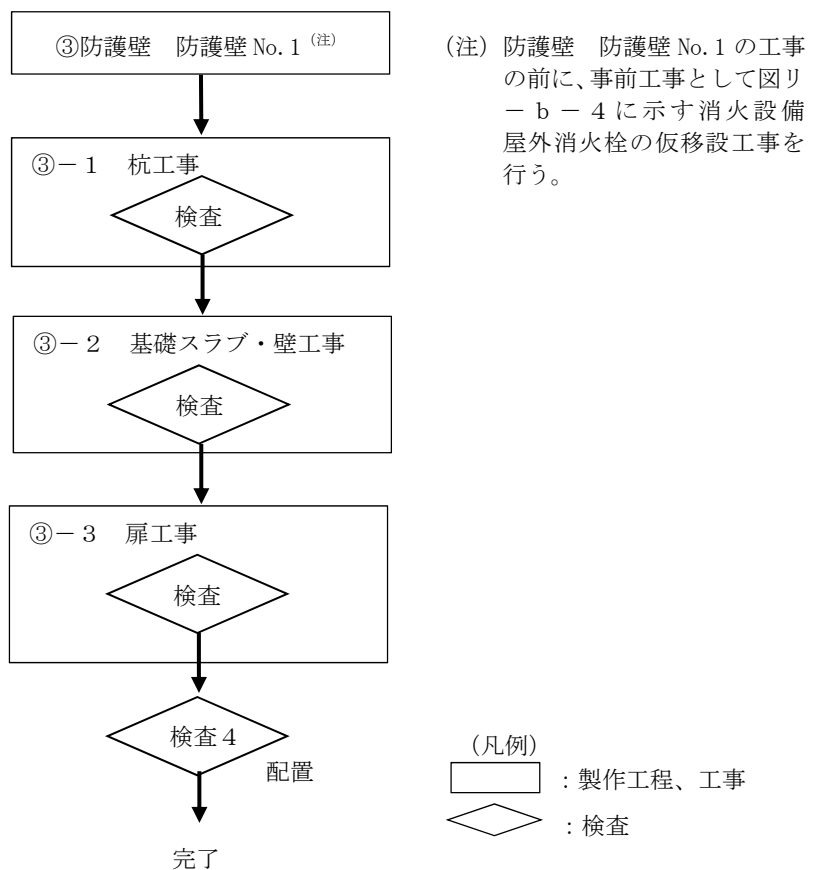 ③防護壁　防護壁 No.1 (注)
(注) 防護壁　防護壁 No.1 の工事
の前に、事前工事として図リ
－ｂ－４に示す消火設備
屋外消火栓の仮移設工事を
行う。
③－１　杭工事
検査
③－２　基礎スラブ・壁工事
検査
③－３　扉工事
検査
検査４
配置
完了
(凡例)
：製作工程、工事
：検査